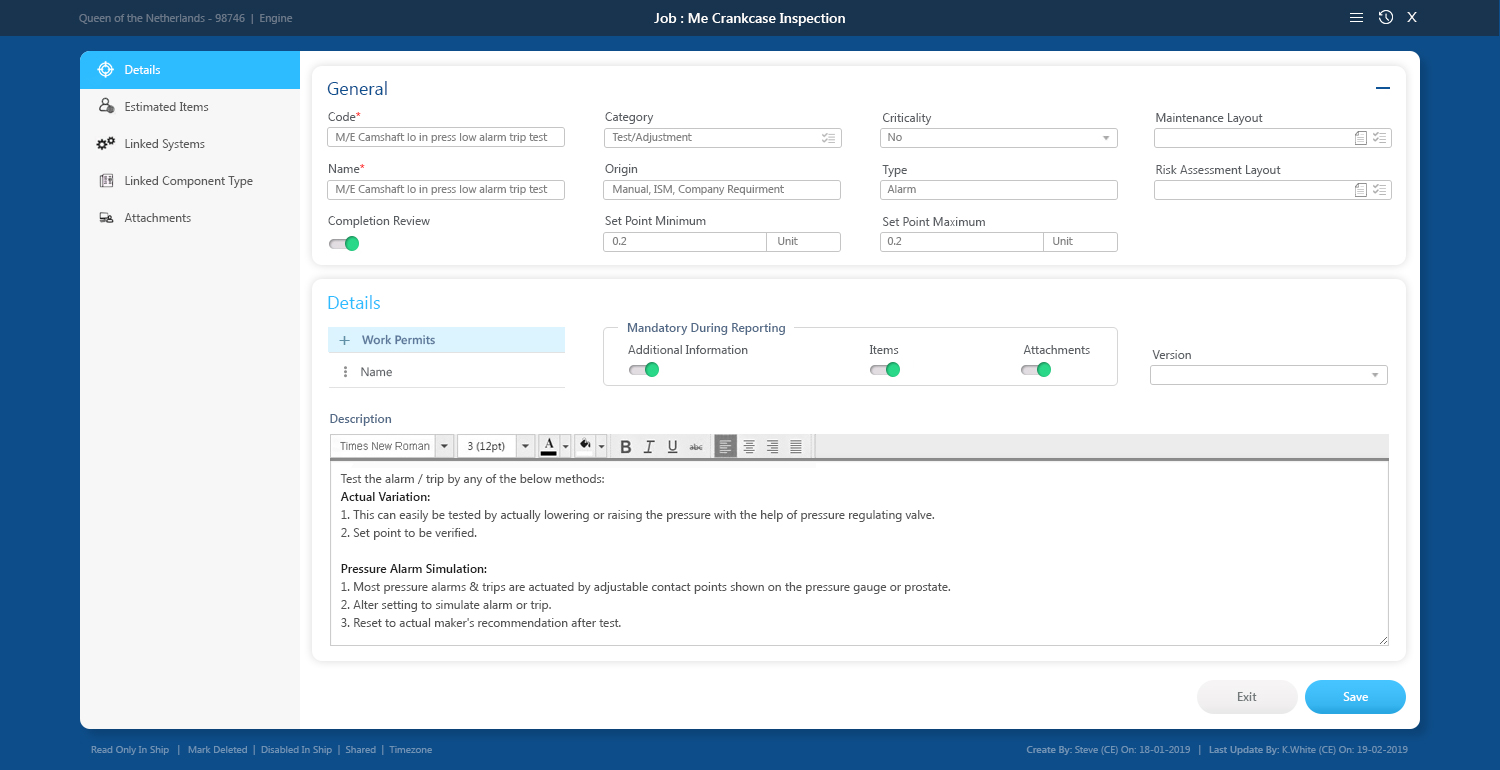 Queen of the Netherlands - 98746 | Engine
Job : Me Crankcase Inspection
X
Details
Estimated Items
Linked Systems
Linked Component Type
Attachments
General
Code*
Category
Criticality
Maintenance Layout
M/E Camshaft lo in press low alarm trip test
Test/Adjustment
No
Name*
Origin
Type
Risk Assessment Layout
M/E Camshaft lo in press low alarm trip test
Manual, ISM, Company Requirment
Alarm
Completion Review
Set Point Minimum
Set Point Maximum
0.2 Unit
0.2 Unit
Details
Work Permits
Name
Mandatory During Reporting
Additional Information
Items
Attachments
Version
Description
Times New Roman 3 (12pt) A B I U abc
Test the alarm / trip by any of the below methods:
Actual Variation:
1. This can easily be tested by actually lowering or raising the pressure with the help of pressure regulating valve.
2. Set point to be verified.
Pressure Alarm Simulation:
1. Most pressure alarms & trips are actuated by adjustable contact points shown on the pressure gauge or prostate.
2. Alter setting to simulate alarm or trip.
3. Reset to actual maker's recommendation after test.
Exit
Save
Read Only In Ship | Mark Deleted | Disabled In Ship | Shared | Timezone
Create By: Steve (CE) On: 18-01-2019 | Last Update By: K.White (CE) On: 19-02-2019